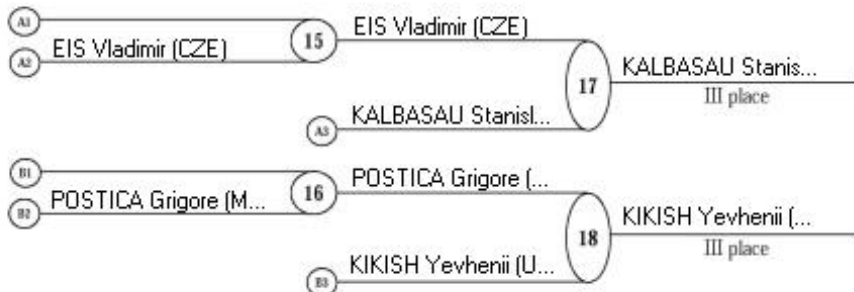 A1
EIS Vladimir (CZE)
A2
15
EIS Vladimir (CZE)
17
KALBASAU Stanis...
III place
KALBASAU Stanisl...
A3
B1
POSTICA Grigore (M...
B2
16
POSTICA Grigore (...
18
KIKISH Yevhenii (...
III place
KIKISH Yevhenii (U...
B3